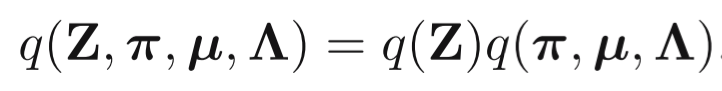 q(𝐙, 𝝅, 𝝁, 𝚲) = q(𝐙)q(𝝅, 𝝁, 𝚲).